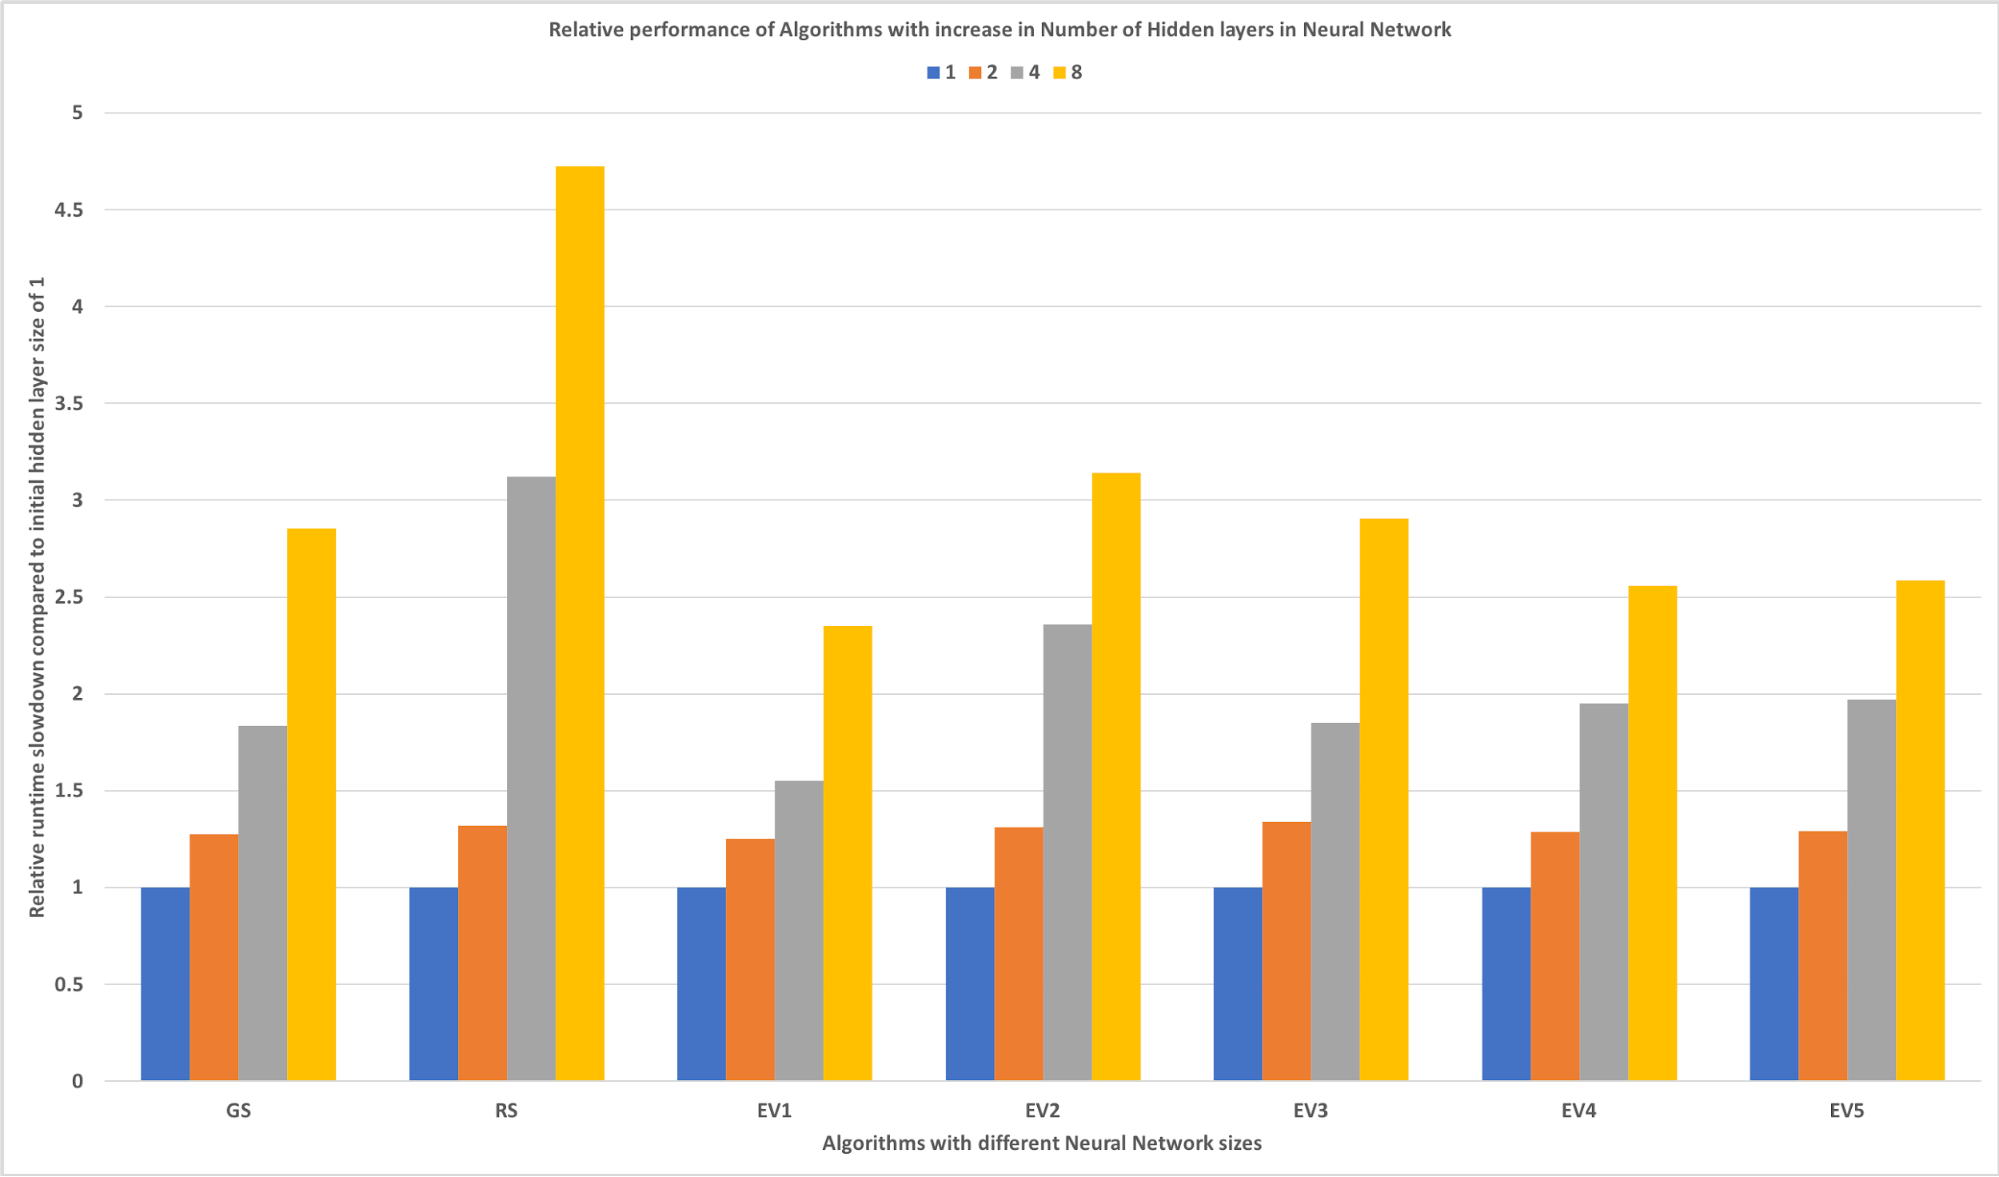 Relative performance of Algorithms with increase in Number of Hidden layers in Neural Network
1 2 4 8
Relative runtime slowdown compared to initial hidden layer size of 1
5
4.5
4
3.5
3
2.5
2
1.5
1
0.5
0
GS RS EV1 EV2 EV3 EV4 EV5
Algorithms with different Neural Network sizes